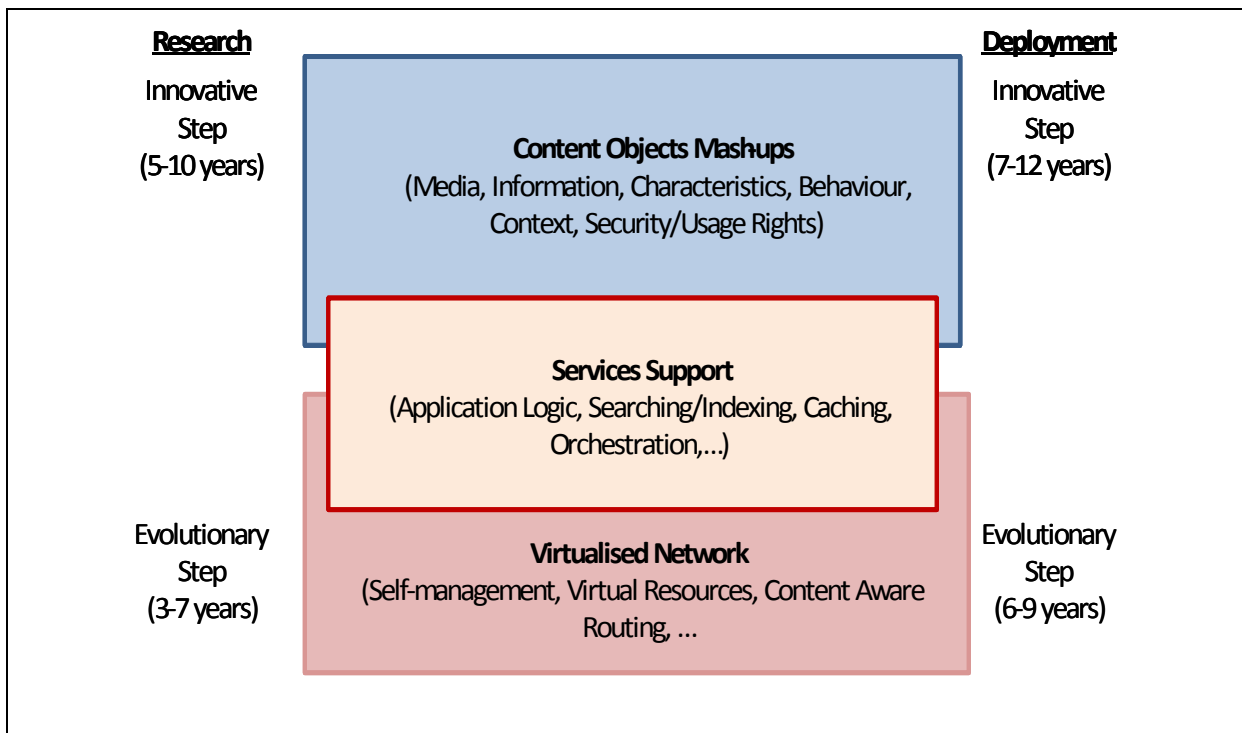 Research
Innovative
Step
(5-10 years)
Deployment
Innovative
Step
(7-12 years)
Content Objects Mash-ups
(Media, Information, Characteristics, Behaviour,
Context, Security/Usage Rights)
Services Support
(Application Logic, Searching/Indexing, Caching,
Orchestration,...)
Evolutionary
Step
(3-7 years)
Virtualised Network
(Self-management, Virtual Resources, Content Aware
Routing, ...
Evolutionary
Step
(6-9 years)